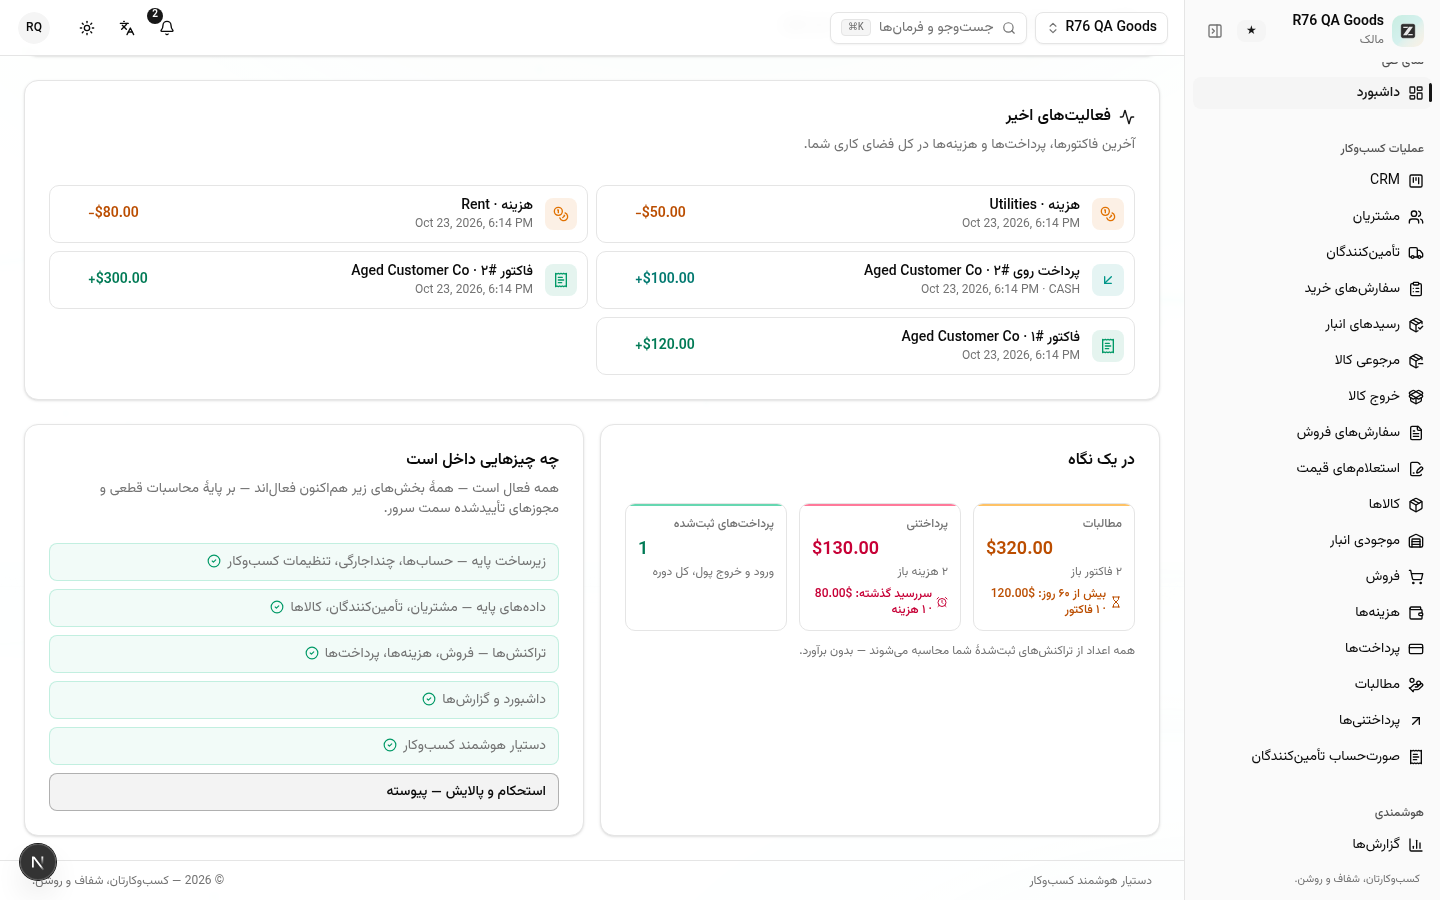 R76 QA Goods
مالک
★
داشبورد
عملیات کسب‌وکار
CRM
مشتریان
تأمین‌کنندگان
سفارش‌های خرید
رسیدهای انبار
مرجوعی کالا
خروج کالا
سفارش‌های فروش
استعلام‌های قیمت
کالاها
موجودی انبار
فروش
هزینه‌ها
پرداخت‌ها
مطالبات
پرداختنی‌ها
صورت‌حساب تأمین‌کنندگان
هوشمندی
گزارش‌ها
کسب‌وکارتان، شفاف و روشن.
R76 QA Goods
جست‌وجو و فرمان‌ها
⌘K
2
RQ
فعالیت‌های اخیر
آخرین فاکتورها، پرداخت‌ها و هزینه‌ها در کل فضای کاری شما.
هزینه · Utilities
Oct 23, 2026, 6:14 PM
-$50.00
هزینه · Rent
Oct 23, 2026, 6:14 PM
-$80.00
پرداخت روی #۲ · Aged Customer Co
Oct 23, 2026, 6:14 PM · CASH
+$100.00
فاکتور #۲ · Aged Customer Co
Oct 23, 2026, 6:14 PM
+$300.00
فاکتور #۱ · Aged Customer Co
Oct 23, 2026, 6:14 PM
+$120.00
در یک نگاه
مطالبات
$320.00
۲ فاکتور باز
بیش از ۶۰ روز: $120.00
· ۱ فاکتور
پرداختنی
$130.00
۲ هزینه باز
سررسید گذشته: $80.00
· ۱ هزینه
پرداخت‌های ثبت‌شده
1
ورود و خروج پول، کل دوره
همه اعداد از تراکنش‌های ثبت‌شدهٔ شما محاسبه می‌شوند — بدون برآورد.
چه چیزهایی داخل است
همه فعال است — همهٔ بخش‌های زیر هم‌اکنون فعال‌اند — بر پایهٔ محاسبات قطعی و
مجوزهای تأییدشده سمت سرور.
زیرساخت پایه — حساب‌ها، چنداجارگی، تنظیمات کسب‌وکار
داده‌های پایه — مشتریان، تأمین‌کنندگان، کالاها
تراکنش‌ها — فروش، هزینه‌ها، پرداخت‌ها
داشبورد و گزارش‌ها
دستیار هوشمند کسب‌وکار
استحکام و پالایش — پیوسته
دستیار هوشمند کسب‌وکار
© 2026 — کسب‌وکارتان، شفاف و روشن.